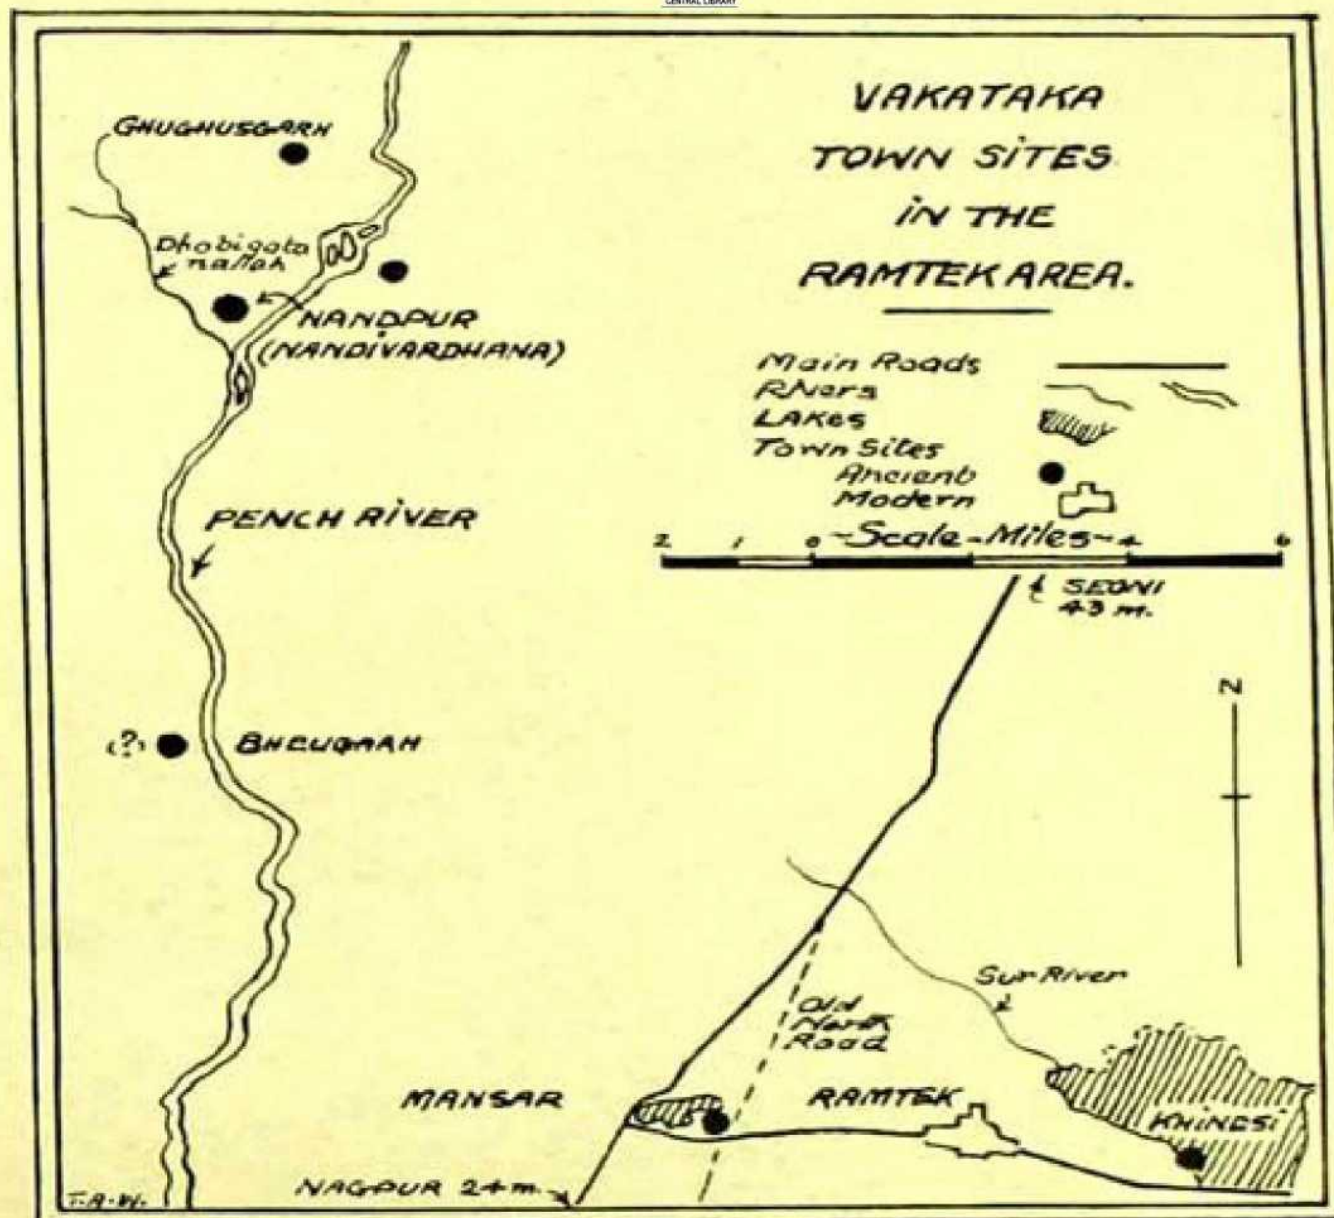 CENTRAL LIBRARY
VAKATAKA
TOWN SITES
IN THE
RAMTEK AREA.
GHUGHUSGARH
Dhobigota
nallah
NANDPUR
(NANDIVARDHANA)
Main Roads
Rivers
LAKES
Town Sites
Ancient
Modern
Scale-Miles
2 1 0 4 6
SEONI
43 m.
PENCH RIVER
N
(?)
Sur River
Old
North
Road
MANSAR
RAMTEK
KHINDSI
NAGPUR 24 m.
T.A.W.